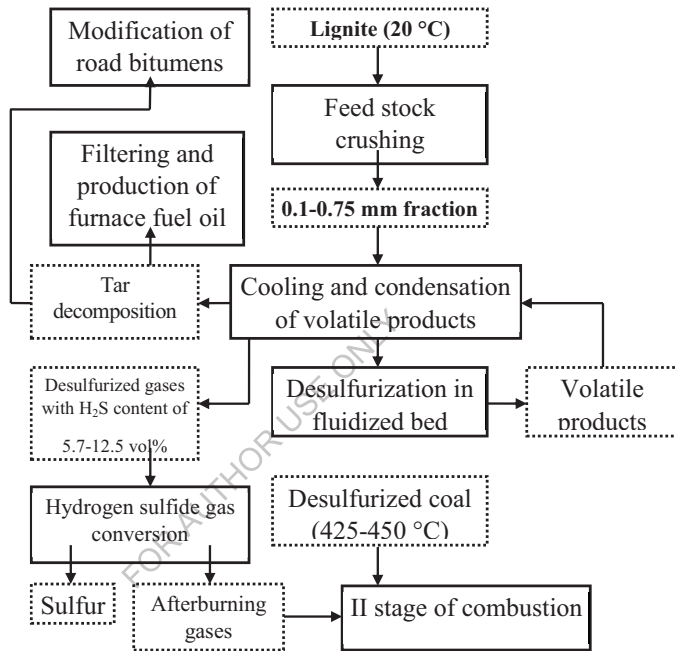 Modification of
road bitumens
Lignite (20 °C)
Feed stock
crushing
Filtering and
production of
furnace fuel oil
0.1-0.75 mm fraction
Tar
decomposition
Cooling and condensation
of volatile products
Desulfurized gases
with H₂S content of
5.7-12.5 vol%
Desulfurization in
fluidized bed
Volatile
products
Hydrogen sulfide gas
conversion
Desulfurized coal
(425-450 °C)
Sulfur
Afterburning
gases
II stage of combustion
FOR AUTHOR USE ONLY